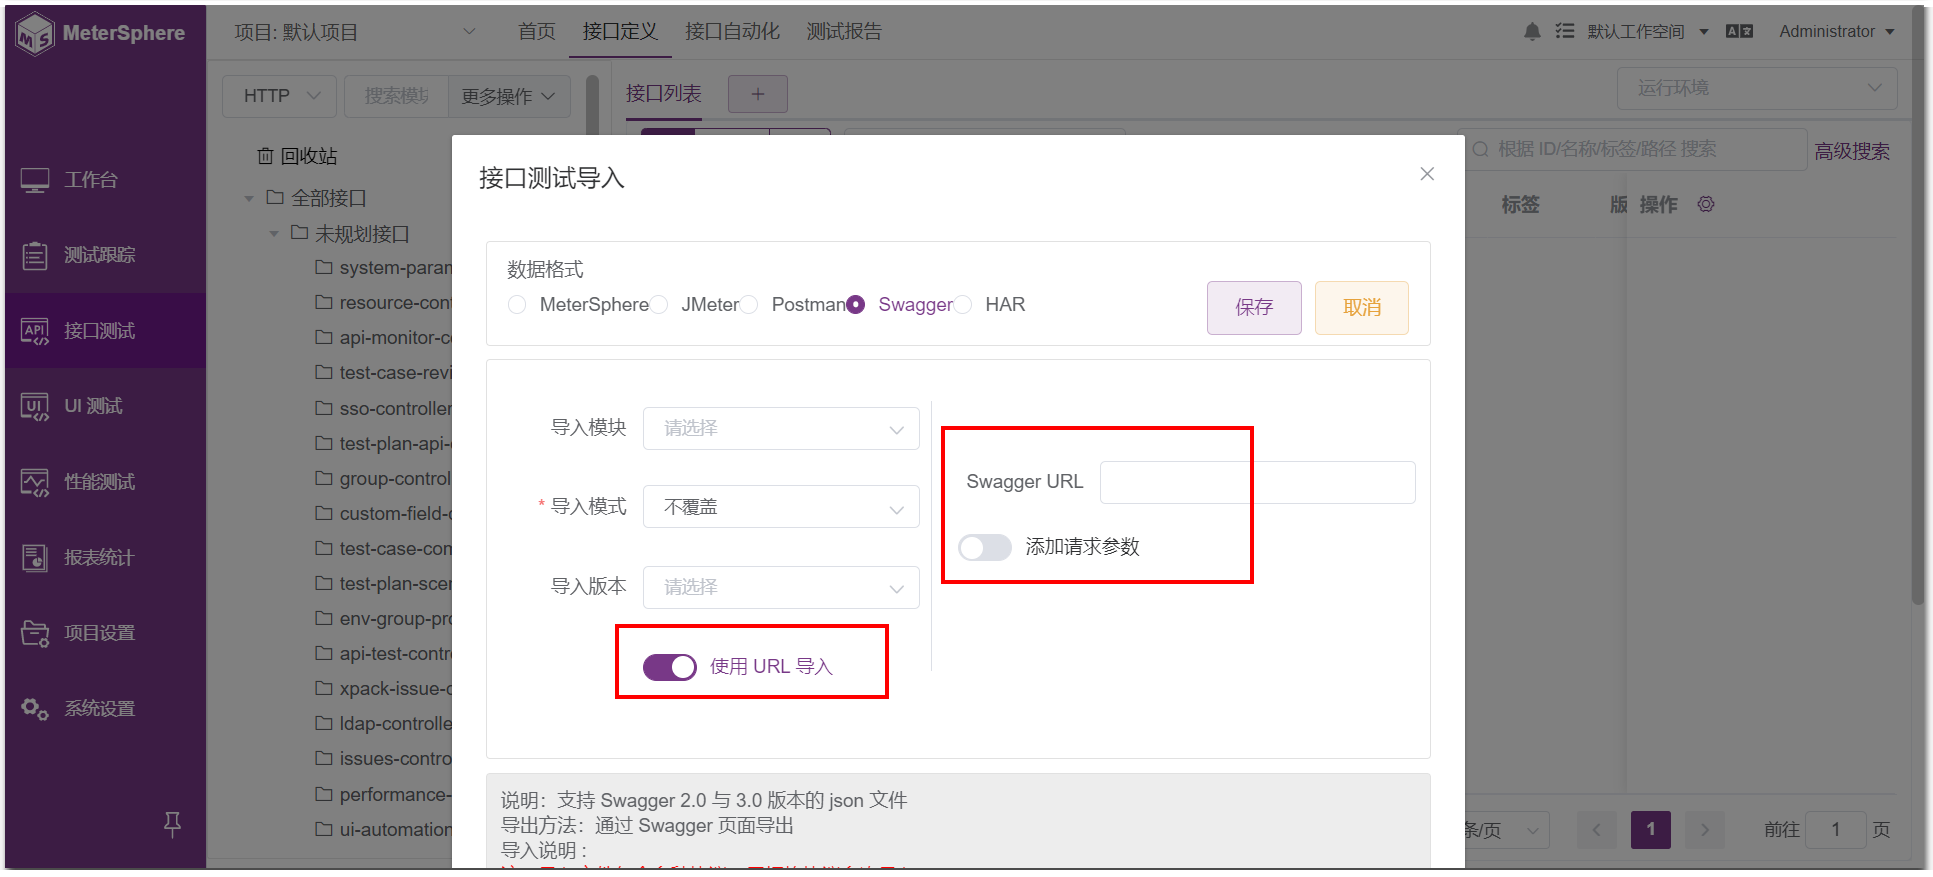 MeterSphere
项目: 默认项目
首页
接口定义
接口自动化
测试报告
默认工作空间
Administrator
HTTP
搜索模块
更多操作
接口列表
+
运行环境
工作台
测试跟踪
接口测试
UI 测试
性能测试
报表统计
项目设置
系统设置
回收站
全部接口
未规划接口
system-param
resource-con
api-monitor-c
test-case-revi
sso-controller
test-plan-api-
group-control
custom-field-
test-case-com
test-plan-scer
env-group-pro
api-test-contr
xpack-issue-c
ldap-controlle
issues-contro
performance-
ui-automation
根据 ID/名称/标签/路径 搜索
高级搜索
标签
版
操作
接口测试导入
数据格式
MeterSphere
JMeter
Postman
Swagger
HAR
保存
取消
导入模块
请选择
* 导入模式
不覆盖
导入版本
请选择
使用 URL 导入
Swagger URL
添加请求参数
说明：支持 Swagger 2.0 与 3.0 版本的 json 文件
导出方法：通过 Swagger 页面导出
导入说明：
条/页
1
前往
1
页